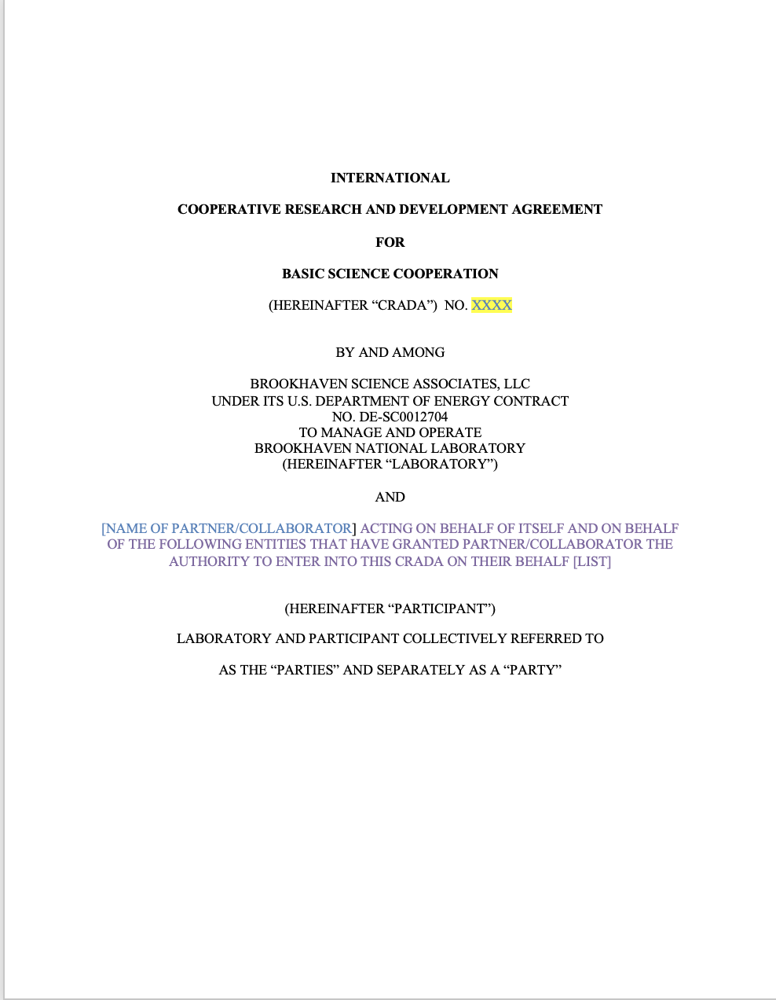 INTERNATIONAL
COOPERATIVE RESEARCH AND DEVELOPMENT AGREEMENT
FOR
BASIC SCIENCE COOPERATION
(HEREINAFTER “CRADA”)  NO. XXXX
BY AND AMONG
BROOKHAVEN SCIENCE ASSOCIATES, LLC
UNDER ITS U.S. DEPARTMENT OF ENERGY CONTRACT
NO. DE-SC0012704
TO MANAGE AND OPERATE
BROOKHAVEN NATIONAL LABORATORY
(HEREINAFTER “LABORATORY”)
AND
[NAME OF PARTNER/COLLABORATOR] ACTING ON BEHALF OF ITSELF AND ON BEHALF
OF THE FOLLOWING ENTITIES THAT HAVE GRANTED PARTNER/COLLABORATOR THE
AUTHORITY TO ENTER INTO THIS CRADA ON THEIR BEHALF [LIST]
(HEREINAFTER “PARTICIPANT”)
LABORATORY AND PARTICIPANT COLLECTIVELY REFERRED TO
AS THE “PARTIES” AND SEPARATELY AS A “PARTY”